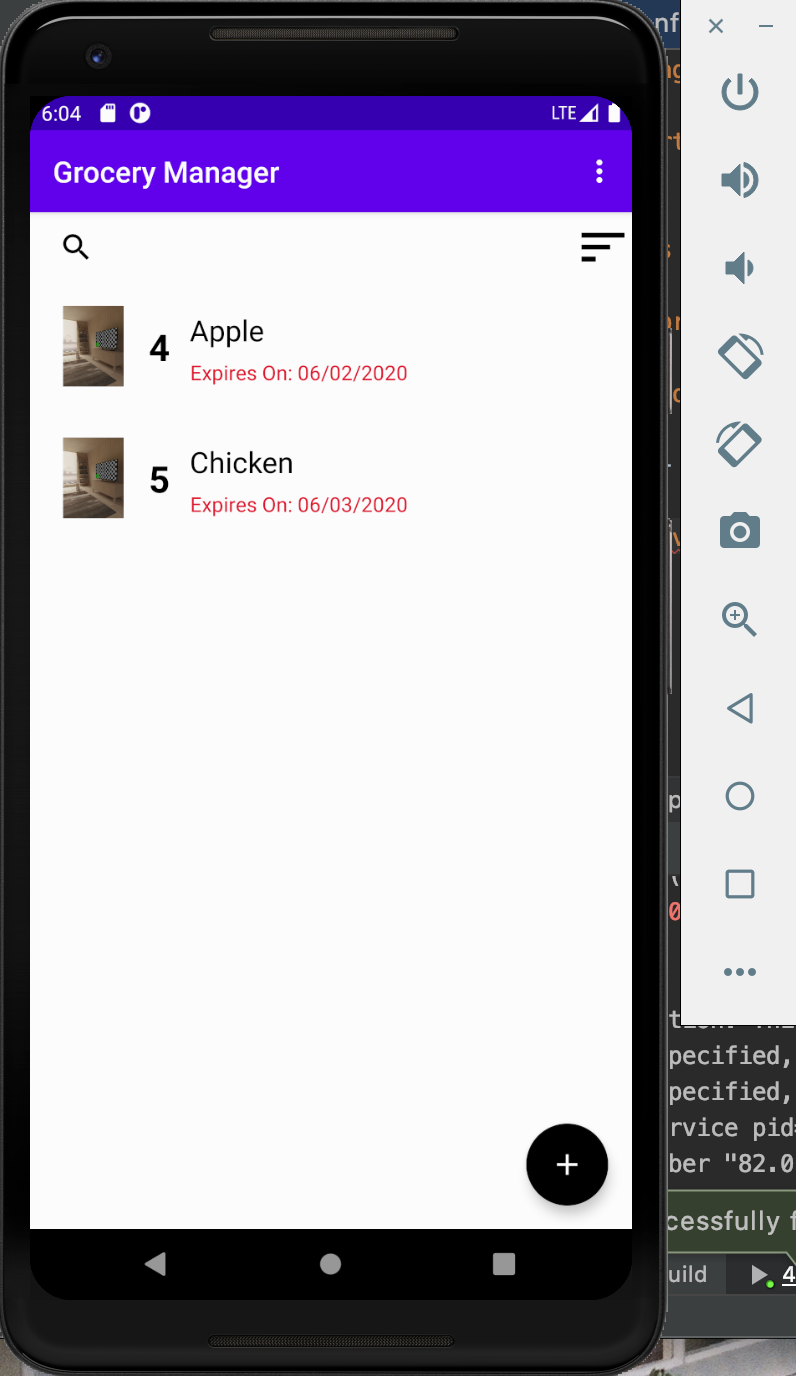 6:04 LTE
Grocery Manager
4 Apple
Expires On: 06/02/2020
5 Chicken
Expires On: 06/03/2020
pecified,
pecified,
rvice pid=
ber "82.0
cessfully f
uild 4